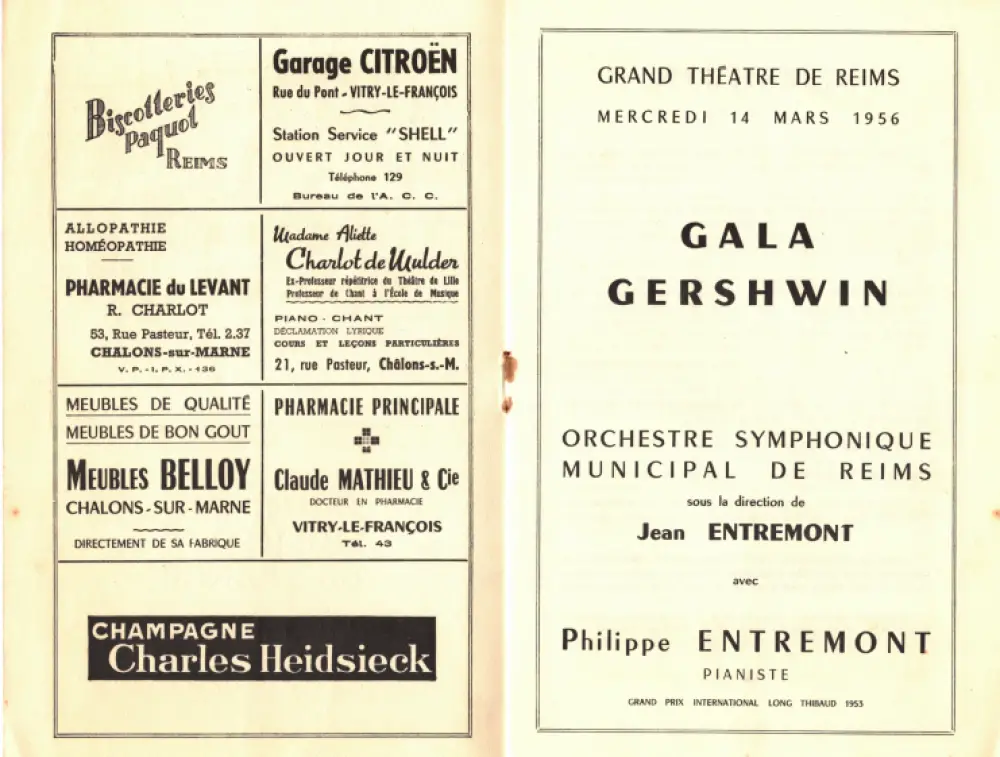 Biscotteries
Paquot
REIMS
Garage CITROËN
Rue du Pont - VITRY-LE-FRANÇOIS
Station Service "SHELL"
OUVERT JOUR ET NUIT
Téléphone 129
Bureau de l'A. C. C.
ALLOPATHIE
HOMÉOPATHIE
PHARMACIE du LEVANT
R. CHARLOT
53, Rue Pasteur, Tél. 2.37
CHALONS-sur-MARNE
V. P. - I. P. X. - 436
Madame Aliette
Charlot de Mulder
Ex-Professeur répétitrice du Théâtre de Lille
Professeur de Chant à l'École de Musique
PIANO - CHANT
DÉCLAMATION LYRIQUE
COURS ET LEÇONS PARTICULIÈRES
21, rue Pasteur, Châlons-s.-M.
MEUBLES DE QUALITÉ
MEUBLES DE BON GOUT
MEUBLES BELLOY
CHALONS-SUR-MARNE
DIRECTEMENT DE SA FABRIQUE
PHARMACIE PRINCIPALE
Claude MATHIEU & Cie
DOCTEUR EN PHARMACIE
VITRY-LE-FRANÇOIS
Tél. 43
CHAMPAGNE
Charles Heidsieck
GRAND THÉATRE DE REIMS
MERCREDI 14 MARS 1956
GALA
GERSHWIN
ORCHESTRE SYMPHONIQUE
MUNICIPAL DE REIMS
sous la direction de
Jean ENTREMONT
avec
Philippe ENTREMONT
PIANISTE
GRAND PRIX INTERNATIONAL LONG THIBAUD 1953